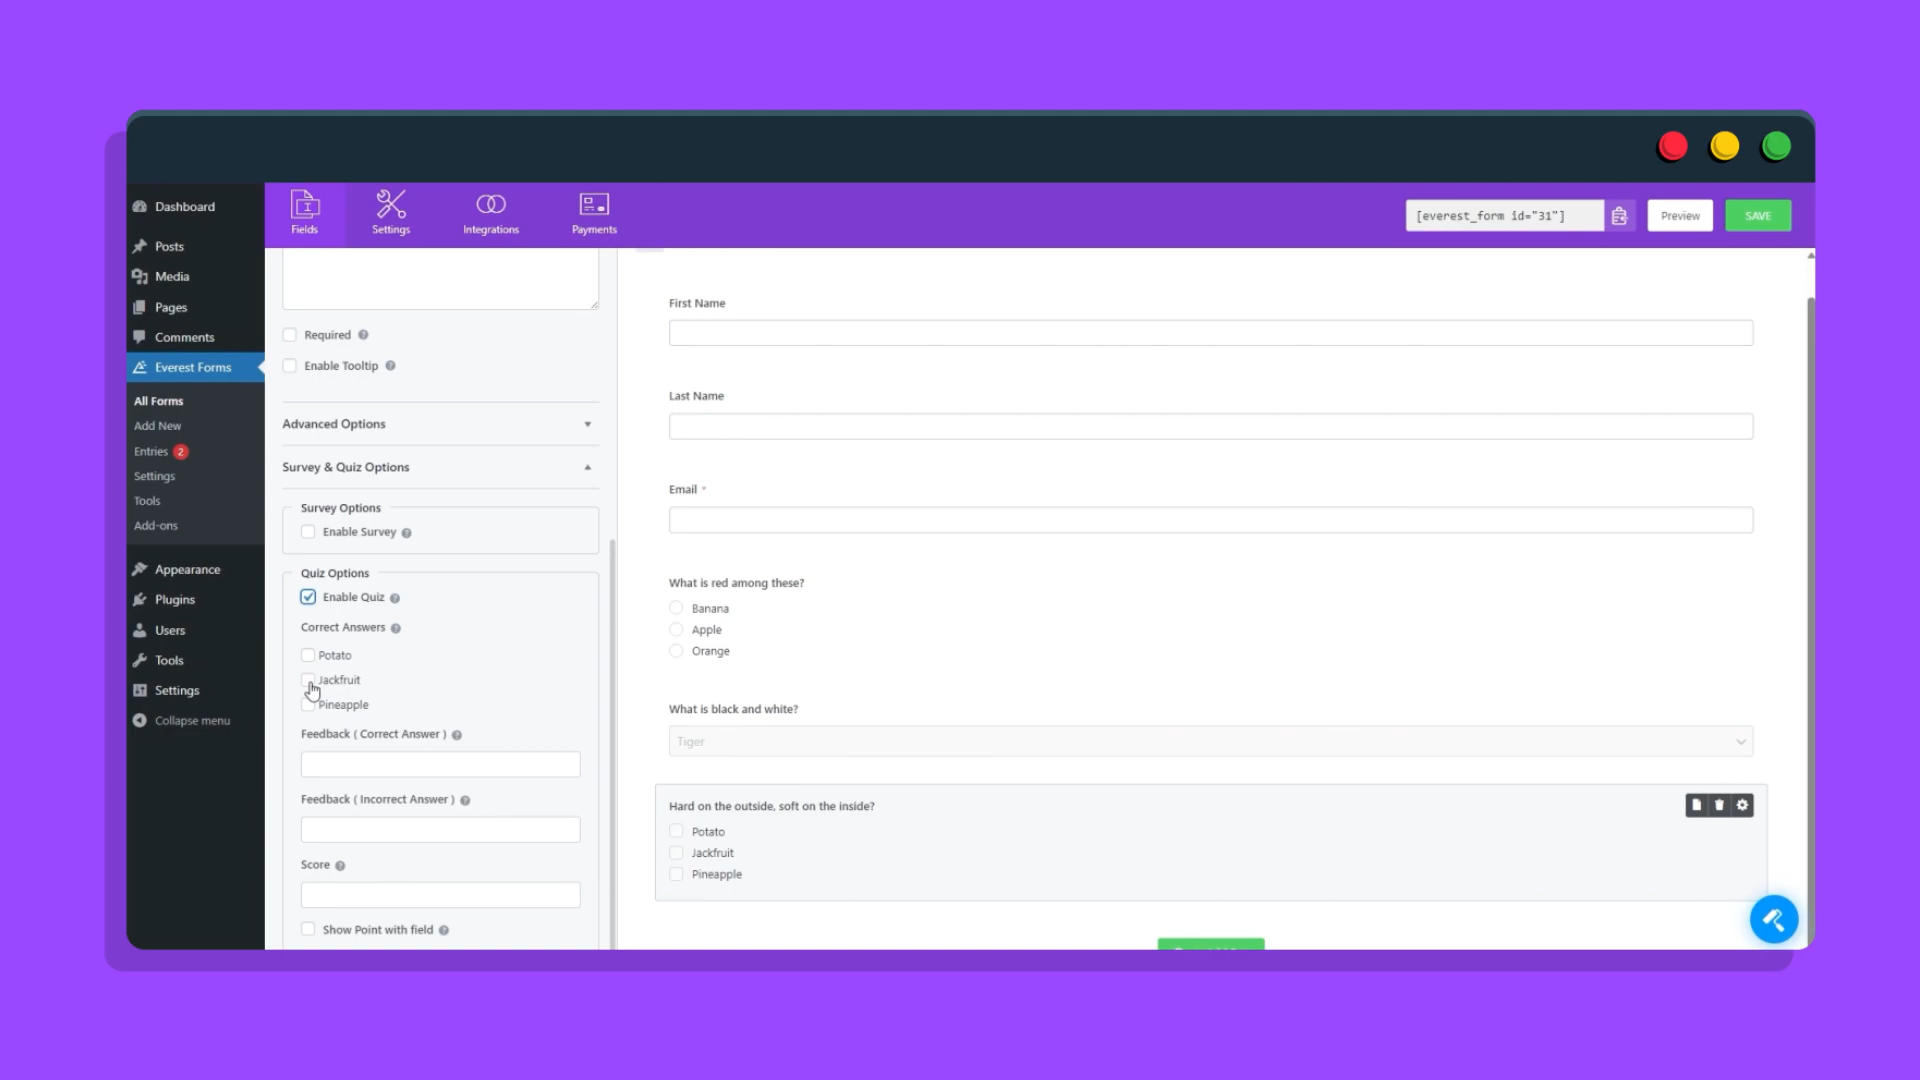 Dashboard
Posts
Media
Pages
Comments
Everest Forms
All Forms
Add New
Entries 2
Settings
Tools
Add-ons
Appearance
Plugins
Users
Tools
Settings
Collapse menu
Fields
Settings
Integrations
Payments
[everest_form id="31"]
Preview
SAVE
Required
Enable Tooltip
Advanced Options
Survey & Quiz Options
Survey Options
Enable Survey
Quiz Options
Enable Quiz
Correct Answers
Potato
Jackfruit
Pineapple
Feedback ( Correct Answer )
Feedback ( Incorrect Answer )
Score
Show Point with field
First Name
Last Name
Email *
What is red among these?
Banana
Apple
Orange
What is black and white?
Tiger
Hard on the outside, soft on the inside?
Potato
Jackfruit
Pineapple